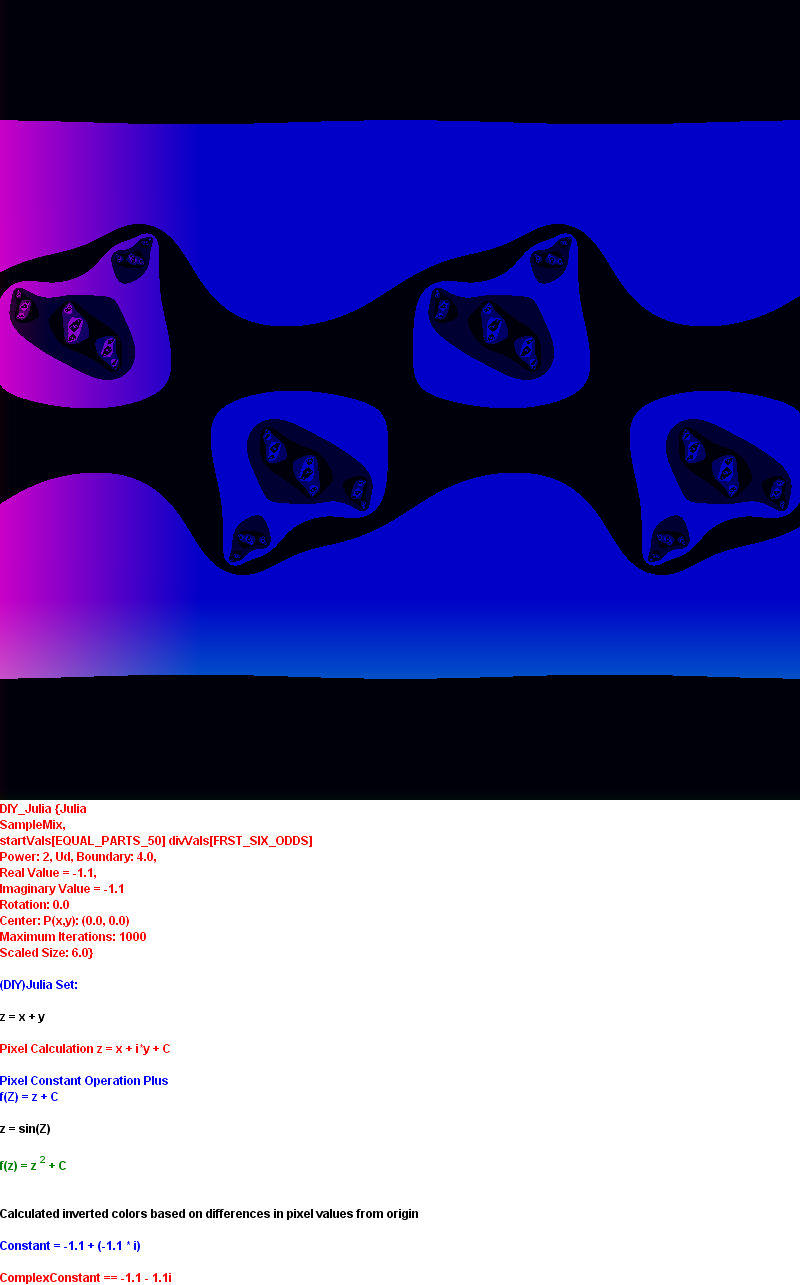 DIY_Julia {Julia
SampleMix,
startVals[EQUAL_PARTS_50] divVals[FRST_SIX_ODDS]
Power: 2, Ud, Boundary: 4.0,
Real Value = -1.1,
Imaginary Value = -1.1
Rotation: 0.0
Center: P(x,y): (0.0, 0.0)
Maximum Iterations: 1000
Scaled Size: 6.0}
(DIY)Julia Set:
z = x + y
Pixel Calculation z = x + i*y + C
Pixel Constant Operation Plus
f(Z) = z + C
z = sin(Z)
f(z) = z 2 + C
Calculated inverted colors based on differences in pixel values from origin
Constant = -1.1 + (-1.1 * i)
ComplexConstant == -1.1 - 1.1i